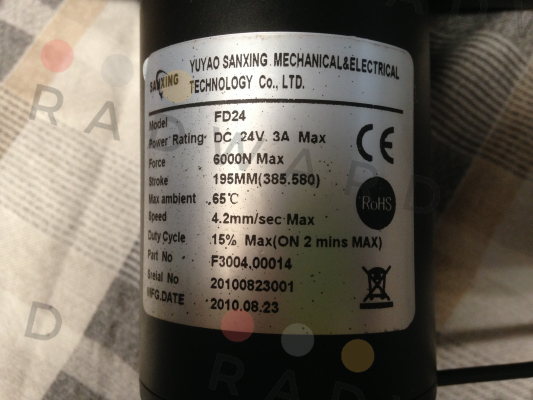 SANXING
YUYAO SANXING MECHANICAL&ELECTRICAL
TECHNOLOGY Co., LTD.
Model FD24
Power Rating DC 24V 3A Max
Force 6000N Max
Stroke 195MM(385.580)
Max ambient 65℃
Speed 4.2mm/sec Max
Duty Cycle 15% Max(ON 2 mins MAX)
Part No F3004.00014
Sreial No 20100823001
MFG.DATE 2010.08.23
CE
RoHS
RADWARD
RADWARD